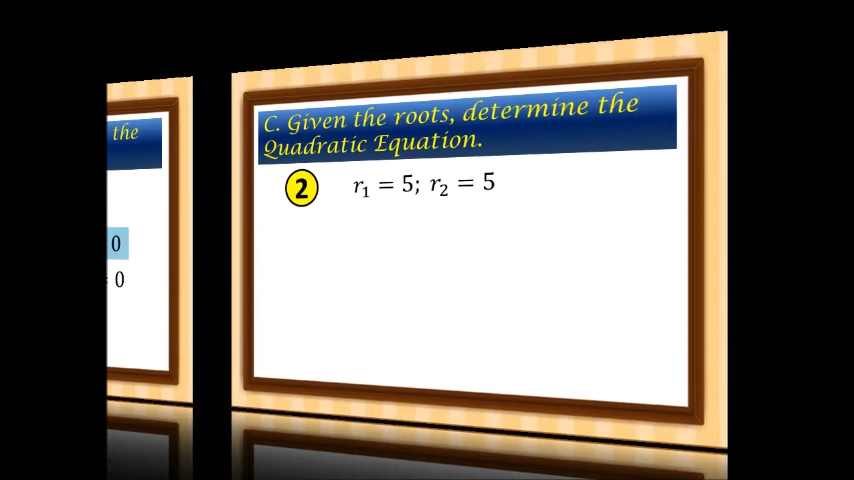 the
0
= 0
C. Given the roots, determine the
Quadratic Equation.
2 r₁ = 5; r₂ = 5